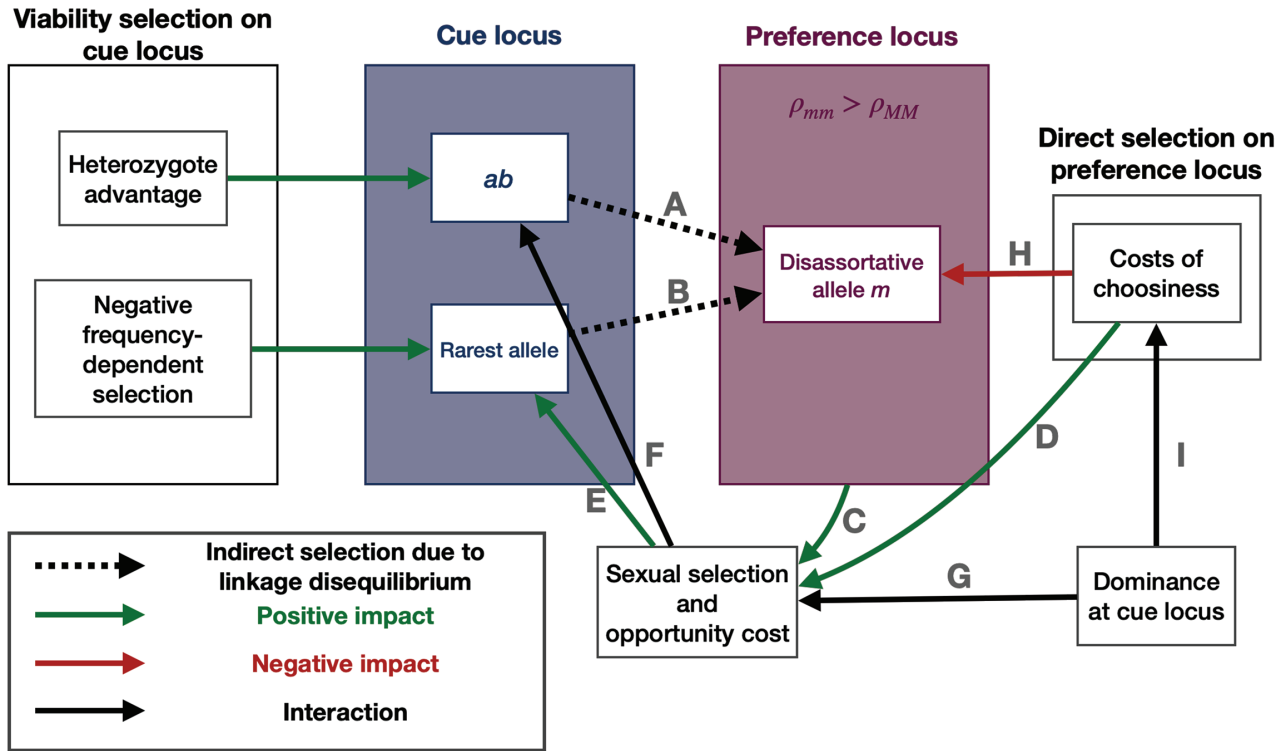 Viability selection on
cue locus
Cue locus
Preference locus
ρmm > ρMM
Direct selection on
preference locus
Heterozygote
advantage
ab
A
Disassortative
allele m
H
Costs of
choosiness
Negative
frequency-
dependent
selection
Rarest allele
B
F
E
C
D
I
G
Sexual selection
and
opportunity cost
Dominance
at cue locus
Indirect selection due to
linkage disequilibrium
Positive impact
Negative impact
Interaction